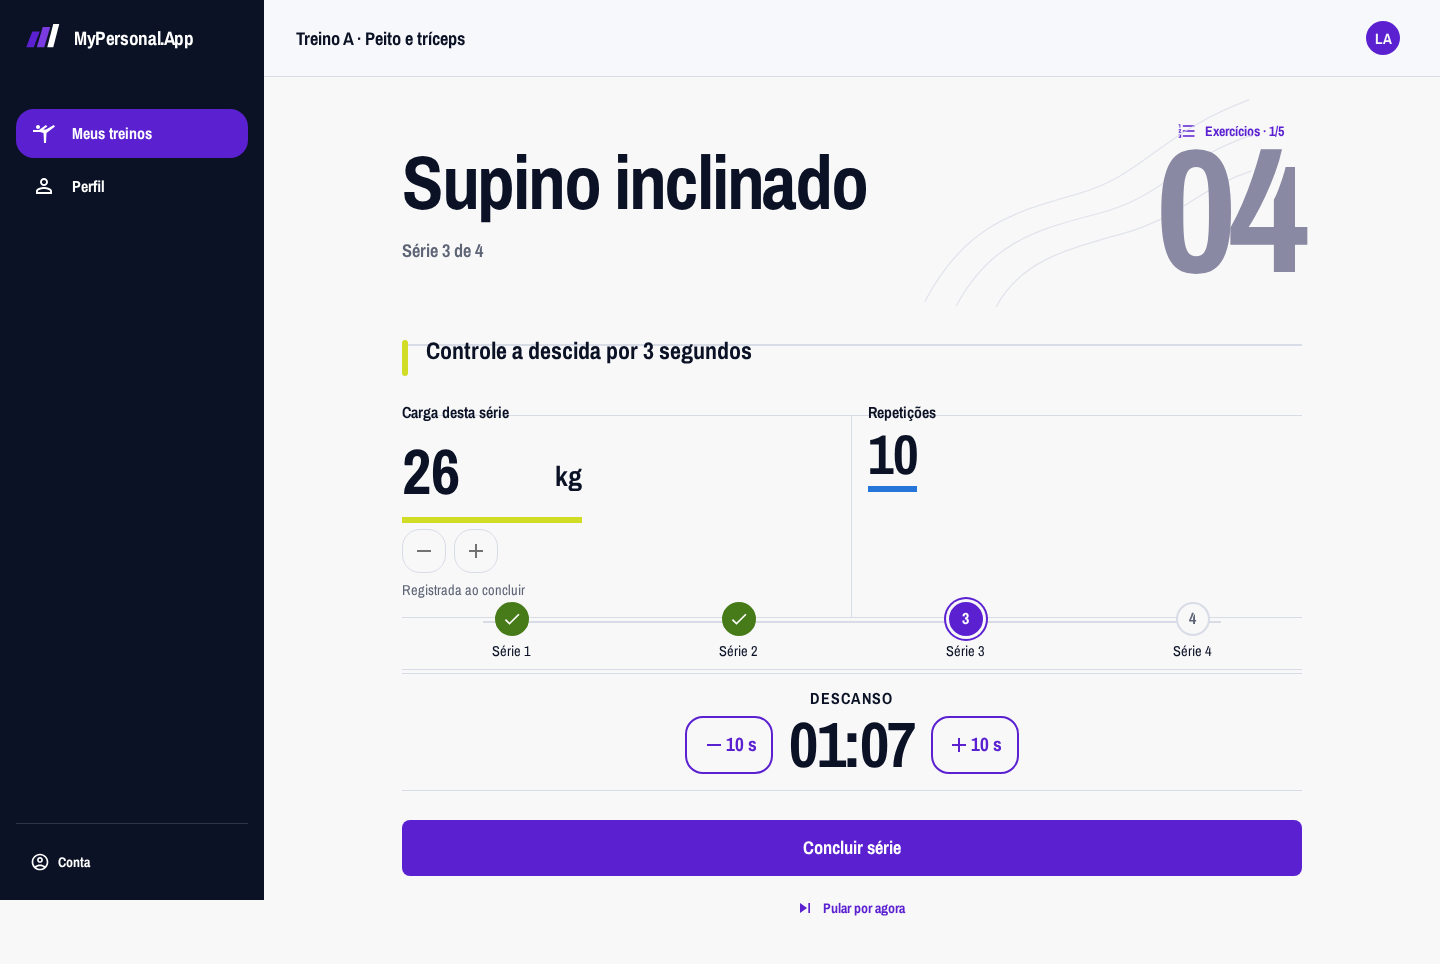 MyPersonal.App
Treino A · Peito e tríceps
LA
Meus treinos
Perfil
Conta
Exercícios · 1/5
Supino inclinado
04
Série 3 de 4
Controle a descida por 3 segundos
Carga desta série
Repetições
26 kg
10
Registrada ao concluir
3
4
Série 1
Série 2
Série 3
Série 4
DESCANSO
− 10 s
01:07
+ 10 s
Concluir série
Pular por agora